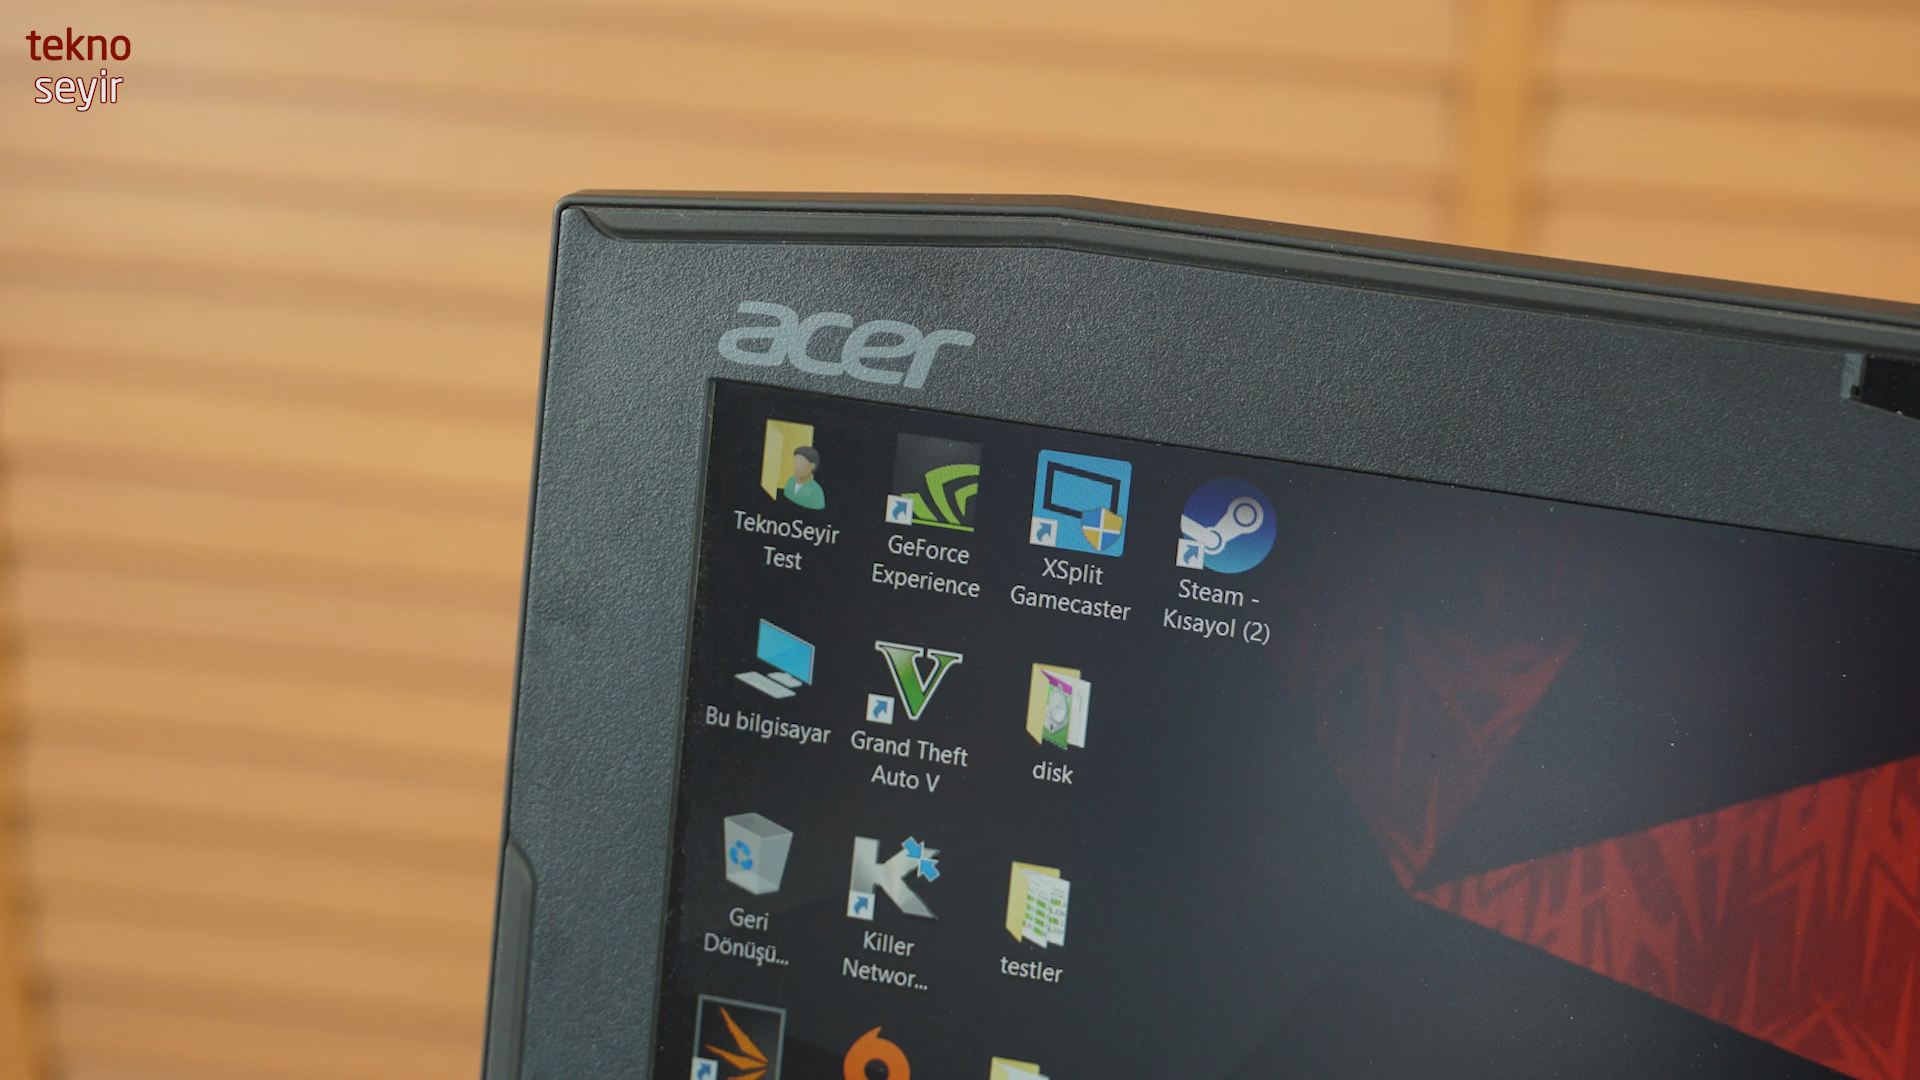 tekno
seyir
acer
TeknoSeyir
Test
GeForce
Experience
XSplit
Gamecaster
Steam -
Kısayol (2)
Bu bilgisayar
Grand Theft
Auto V
disk
Geri
Dönüşü...
Killer
Networ...
testler